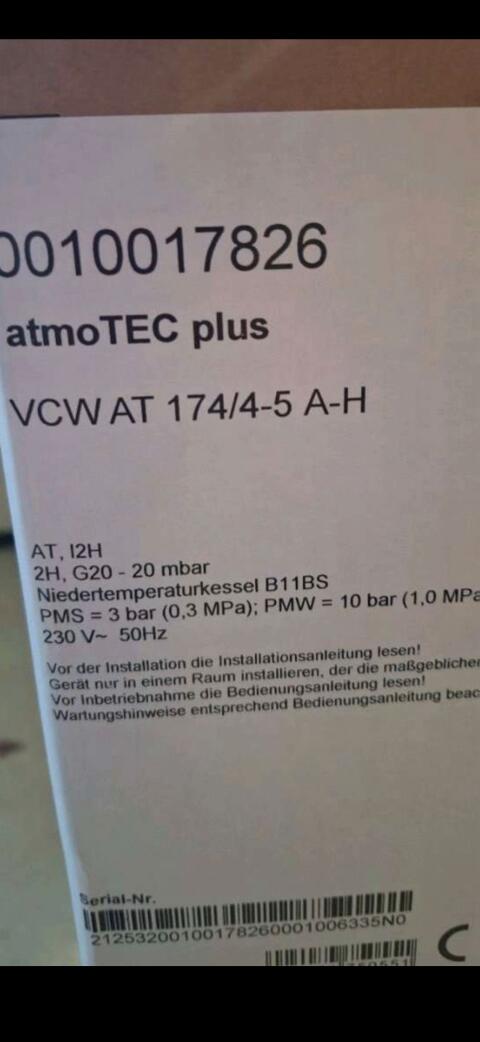 0010017826
atmoTEC plus
VCW AT 174/4-5 A-H
AT, I2H
2H, G20 - 20 mbar
Niedertemperaturkessel B11BS
PMS = 3 bar (0,3 MPa); PMW = 10 bar (1,0 MPa
230 V~ 50Hz
Vor der Installation die Installationsanleitung lesen!
Gerät nur in einem Raum installieren, der die maßgeblichen
Vor Inbetriebnahme die Bedienungsanleitung lesen!
Wartungshinweise entsprechend Bedienungsanleitung beac
Serial-Nr.
21253200100178260001006335N0